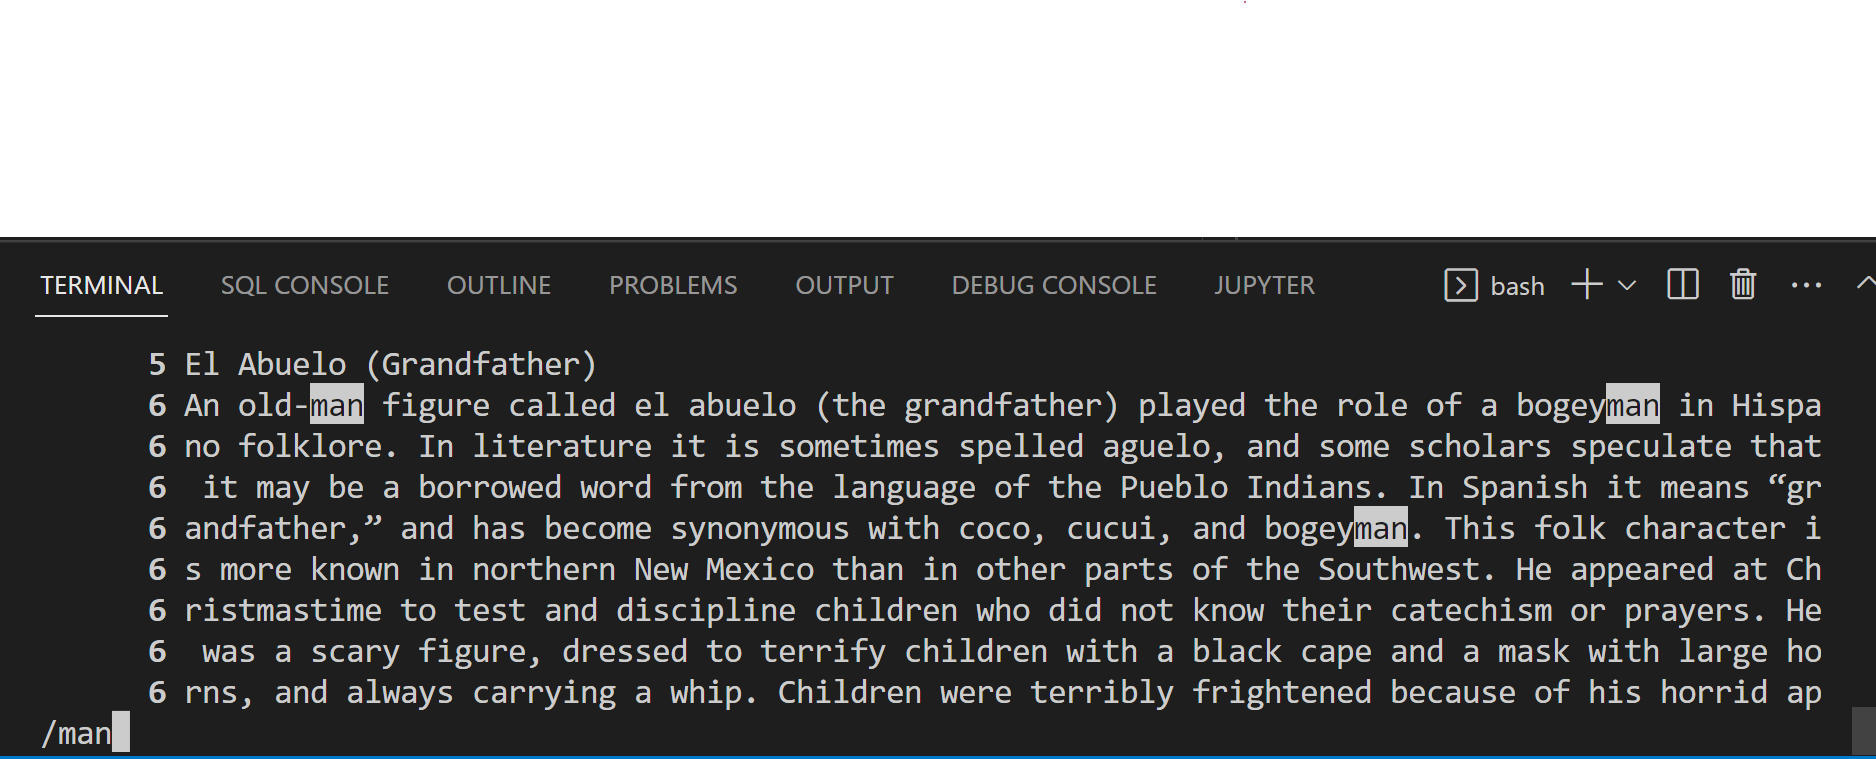 TERMINAL SQL CONSOLE OUTLINE PROBLEMS OUTPUT DEBUG CONSOLE JUPYTER bash
5 El Abuelo (Grandfather)
6 An old-man figure called el abuelo (the grandfather) played the role of a bogeyman in Hispa
6 no folklore. In literature it is sometimes spelled aguelo, and some scholars speculate that
6  it may be a borrowed word from the language of the Pueblo Indians. In Spanish it means “gr
6 andfather,” and has become synonymous with coco, cucui, and bogeyman. This folk character i
6 s more known in northern New Mexico than in other parts of the Southwest. He appeared at Ch
6 ristmastime to test and discipline children who did not know their catechism or prayers. He
6  was a scary figure, dressed to terrify children with a black cape and a mask with large ho
6 rns, and always carrying a whip. Children were terribly frightened because of his horrid ap
/man